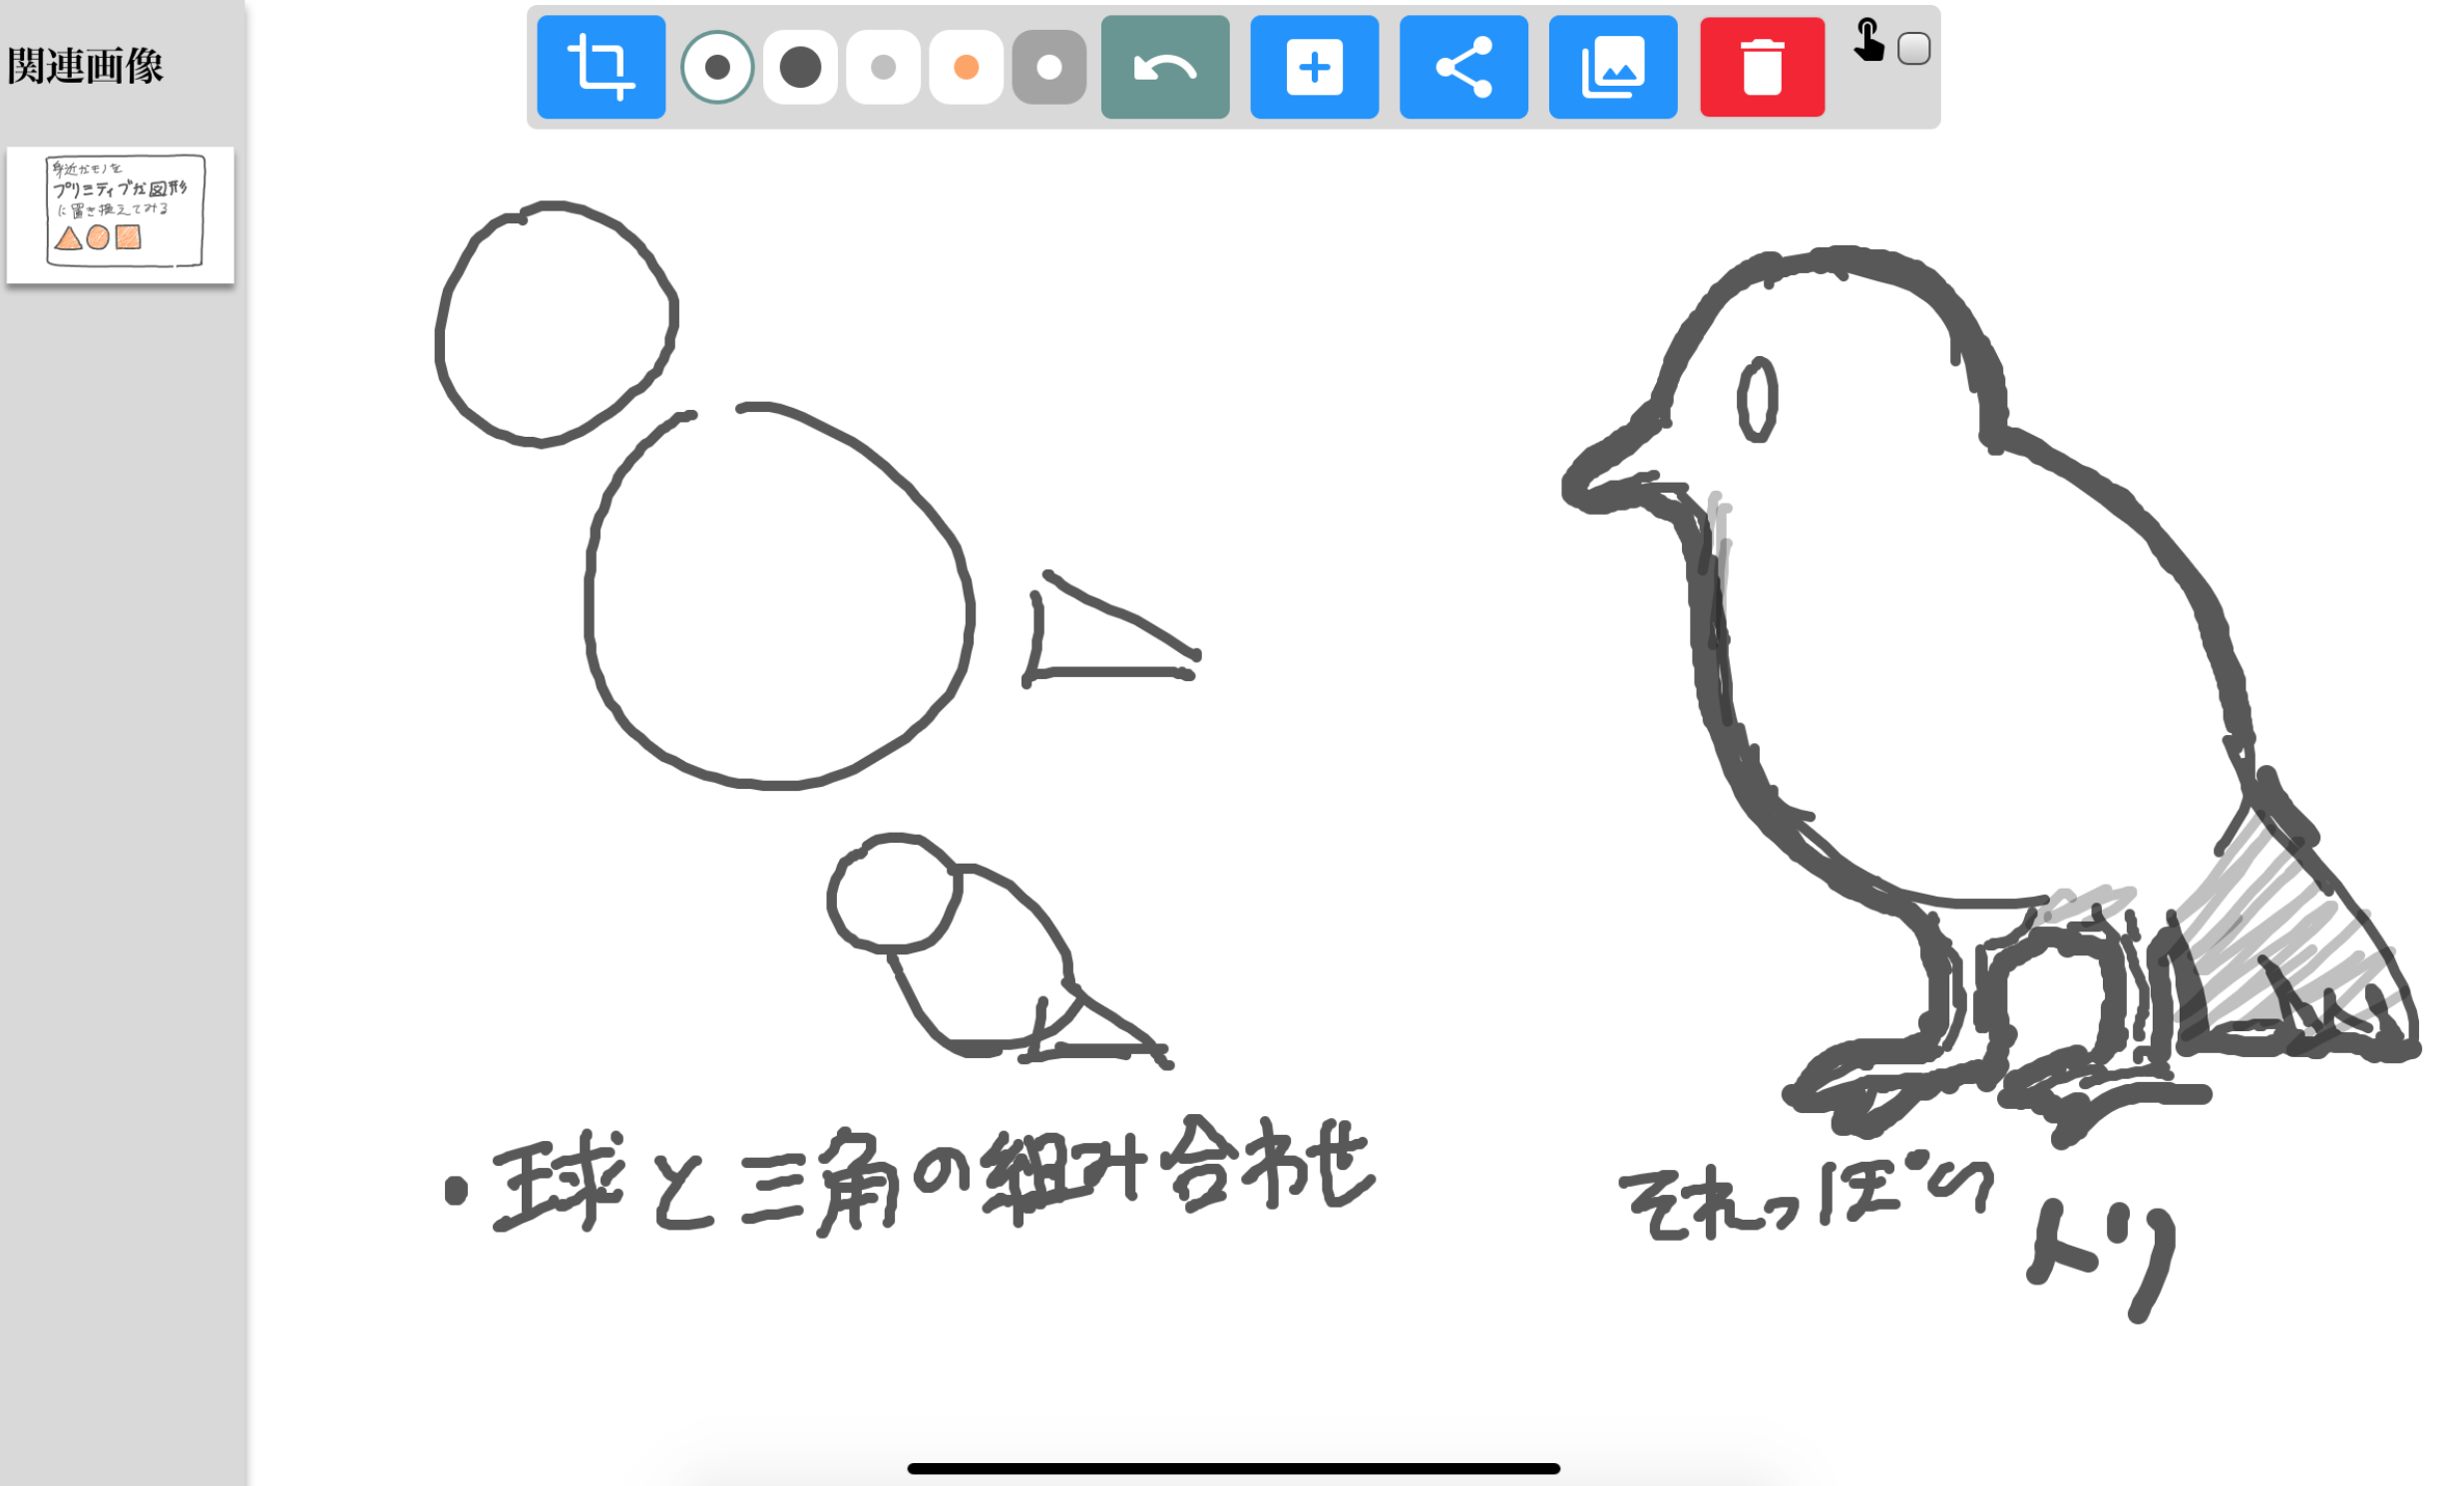 関連画像
身近なモノを
プリミティブな図形
に置き換えてみる
・球と三角の組み合わせ
それっぽいトリ